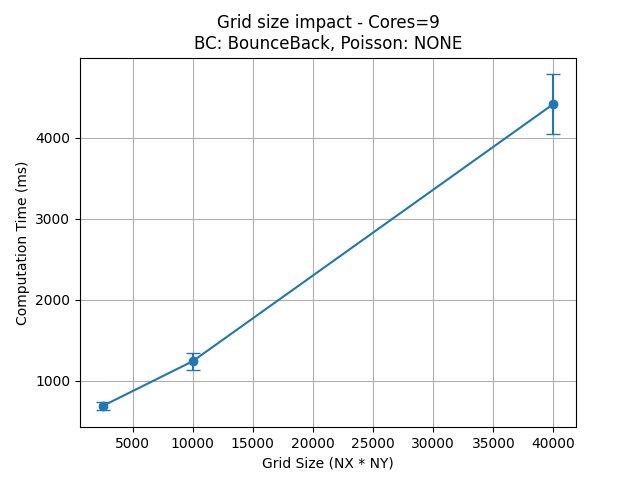 Grid size impact - Cores=9
BC: BounceBack, Poisson: NONE
Computation Time (ms)
4000
3000
2000
1000
5000 10000 15000 20000 25000 30000 35000 40000
Grid Size (NX * NY)